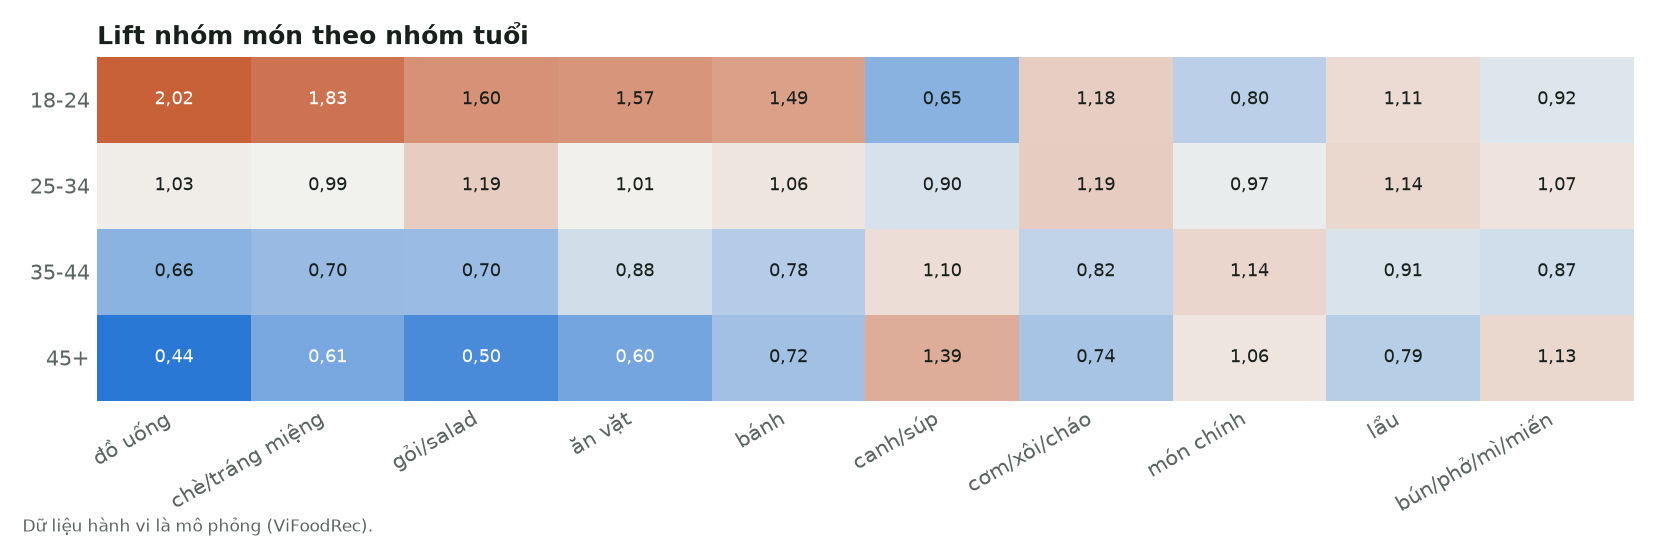 Lift nhóm món theo nhóm tuổi
18-24 2,02 1,83 1,60 1,57 1,49 0,65 1,18 0,80 1,11 0,92
25-34 1,03 0,99 1,19 1,01 1,06 0,90 1,19 0,97 1,14 1,07
35-44 0,66 0,70 0,70 0,88 0,78 1,10 0,82 1,14 0,91 0,87
45+ 0,44 0,61 0,50 0,60 0,72 1,39 0,74 1,06 0,79 1,13
đồ uống chè/tráng miệng gỏi/salad ăn vặt bánh canh/súp cơm/xôi/cháo món chính lẩu bún/phở/mì/miến
Dữ liệu hành vi là mô phỏng (ViFoodRec).